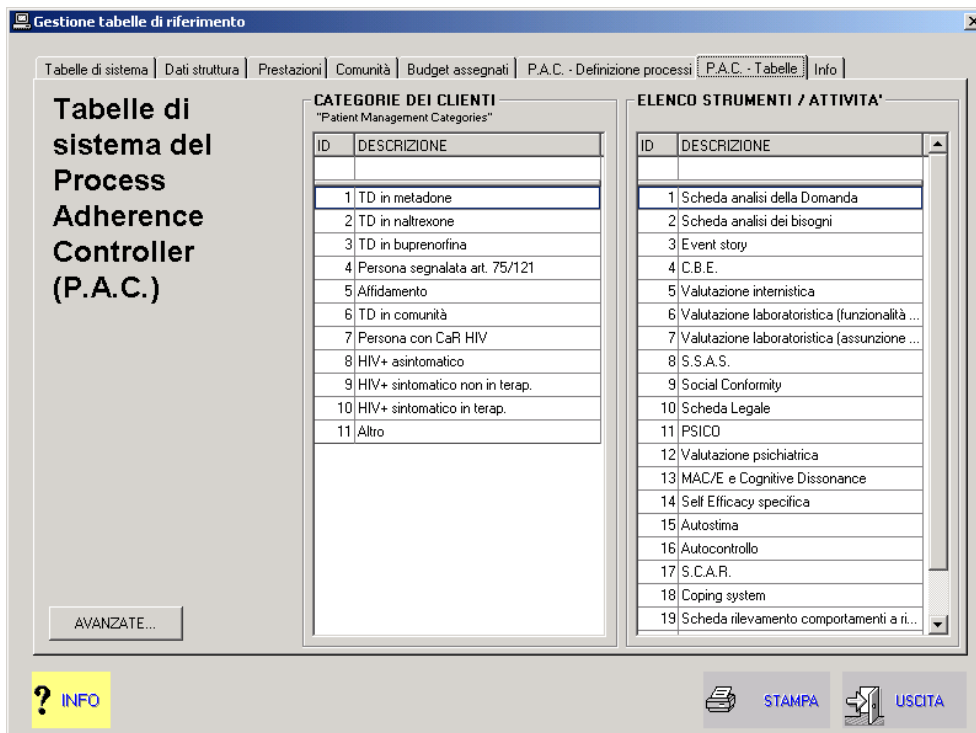 Gestione tabelle di riferimento
Tabelle di sistema Dati struttura Prestazioni Comunità Budget assegnati P.A.C. - Definizione processi P.A.C. - Tabelle Info
Tabelle di
sistema del
Process
Adherence
Controller
(P.A.C.)
AVANZATE...
CATEGORIE DEI CLIENTI
"Patient Management Categories"
ID DESCRIZIONE
1 TD in metadone
2 TD in naltrexone
3 TD in buprenorfina
4 Persona segnalata art. 75/121
5 Affidamento
6 TD in comunità
7 Persona con CaR HIV
8 HIV+ asintomatico
9 HIV+ sintomatico non in terap.
10 HIV+ sintomatico in terap.
11 Altro
ELENCO STRUMENTI / ATTIVITA'
ID DESCRIZIONE
1 Scheda analisi della Domanda
2 Scheda analisi dei bisogni
3 Event story
4 C.B.E.
5 Valutazione internistica
6 Valutazione laboratoristica (funzionalità ...
7 Valutazione laboratoristica (assunzione ...
8 S.S.A.S.
9 Social Conformity
10 Scheda Legale
11 PSICO
12 Valutazione psichiatrica
13 MAC/E e Cognitive Dissonance
14 Self Efficacy specifica
15 Autostima
16 Autocontrollo
17 S.C.A.R.
18 Coping system
19 Scheda rilevamento comportamenti a ri...
? INFO
STAMPA
USCITA